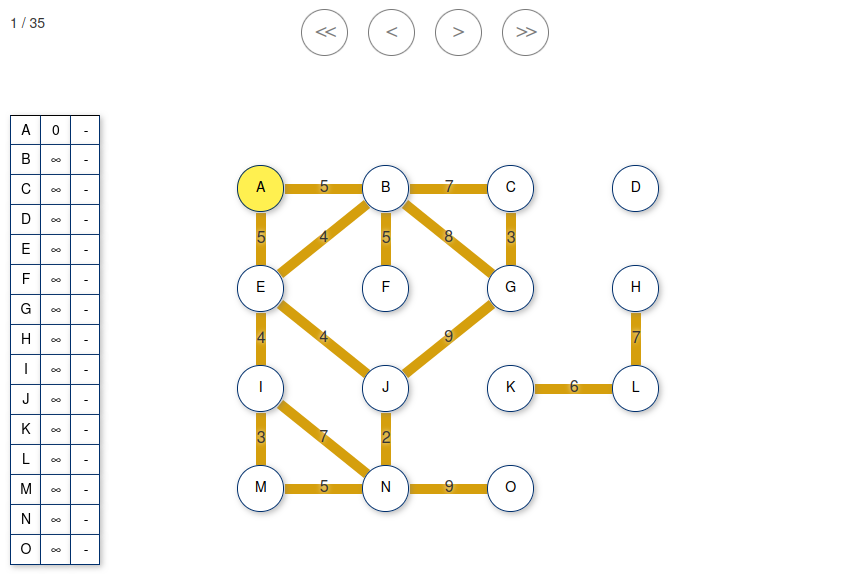 1 / 35
<< < > >>
A 0 -
B ∞ -
C ∞ -
D ∞ -
E ∞ -
F ∞ -
G ∞ -
H ∞ -
I ∞ -
J ∞ -
K ∞ -
L ∞ -
M ∞ -
N ∞ -
O ∞ -
A 5 B 7 C D
5 4 5 8 3
E F G H
4 4 9 7
I J K 6 L
3 7 2
M 5 N 9 O